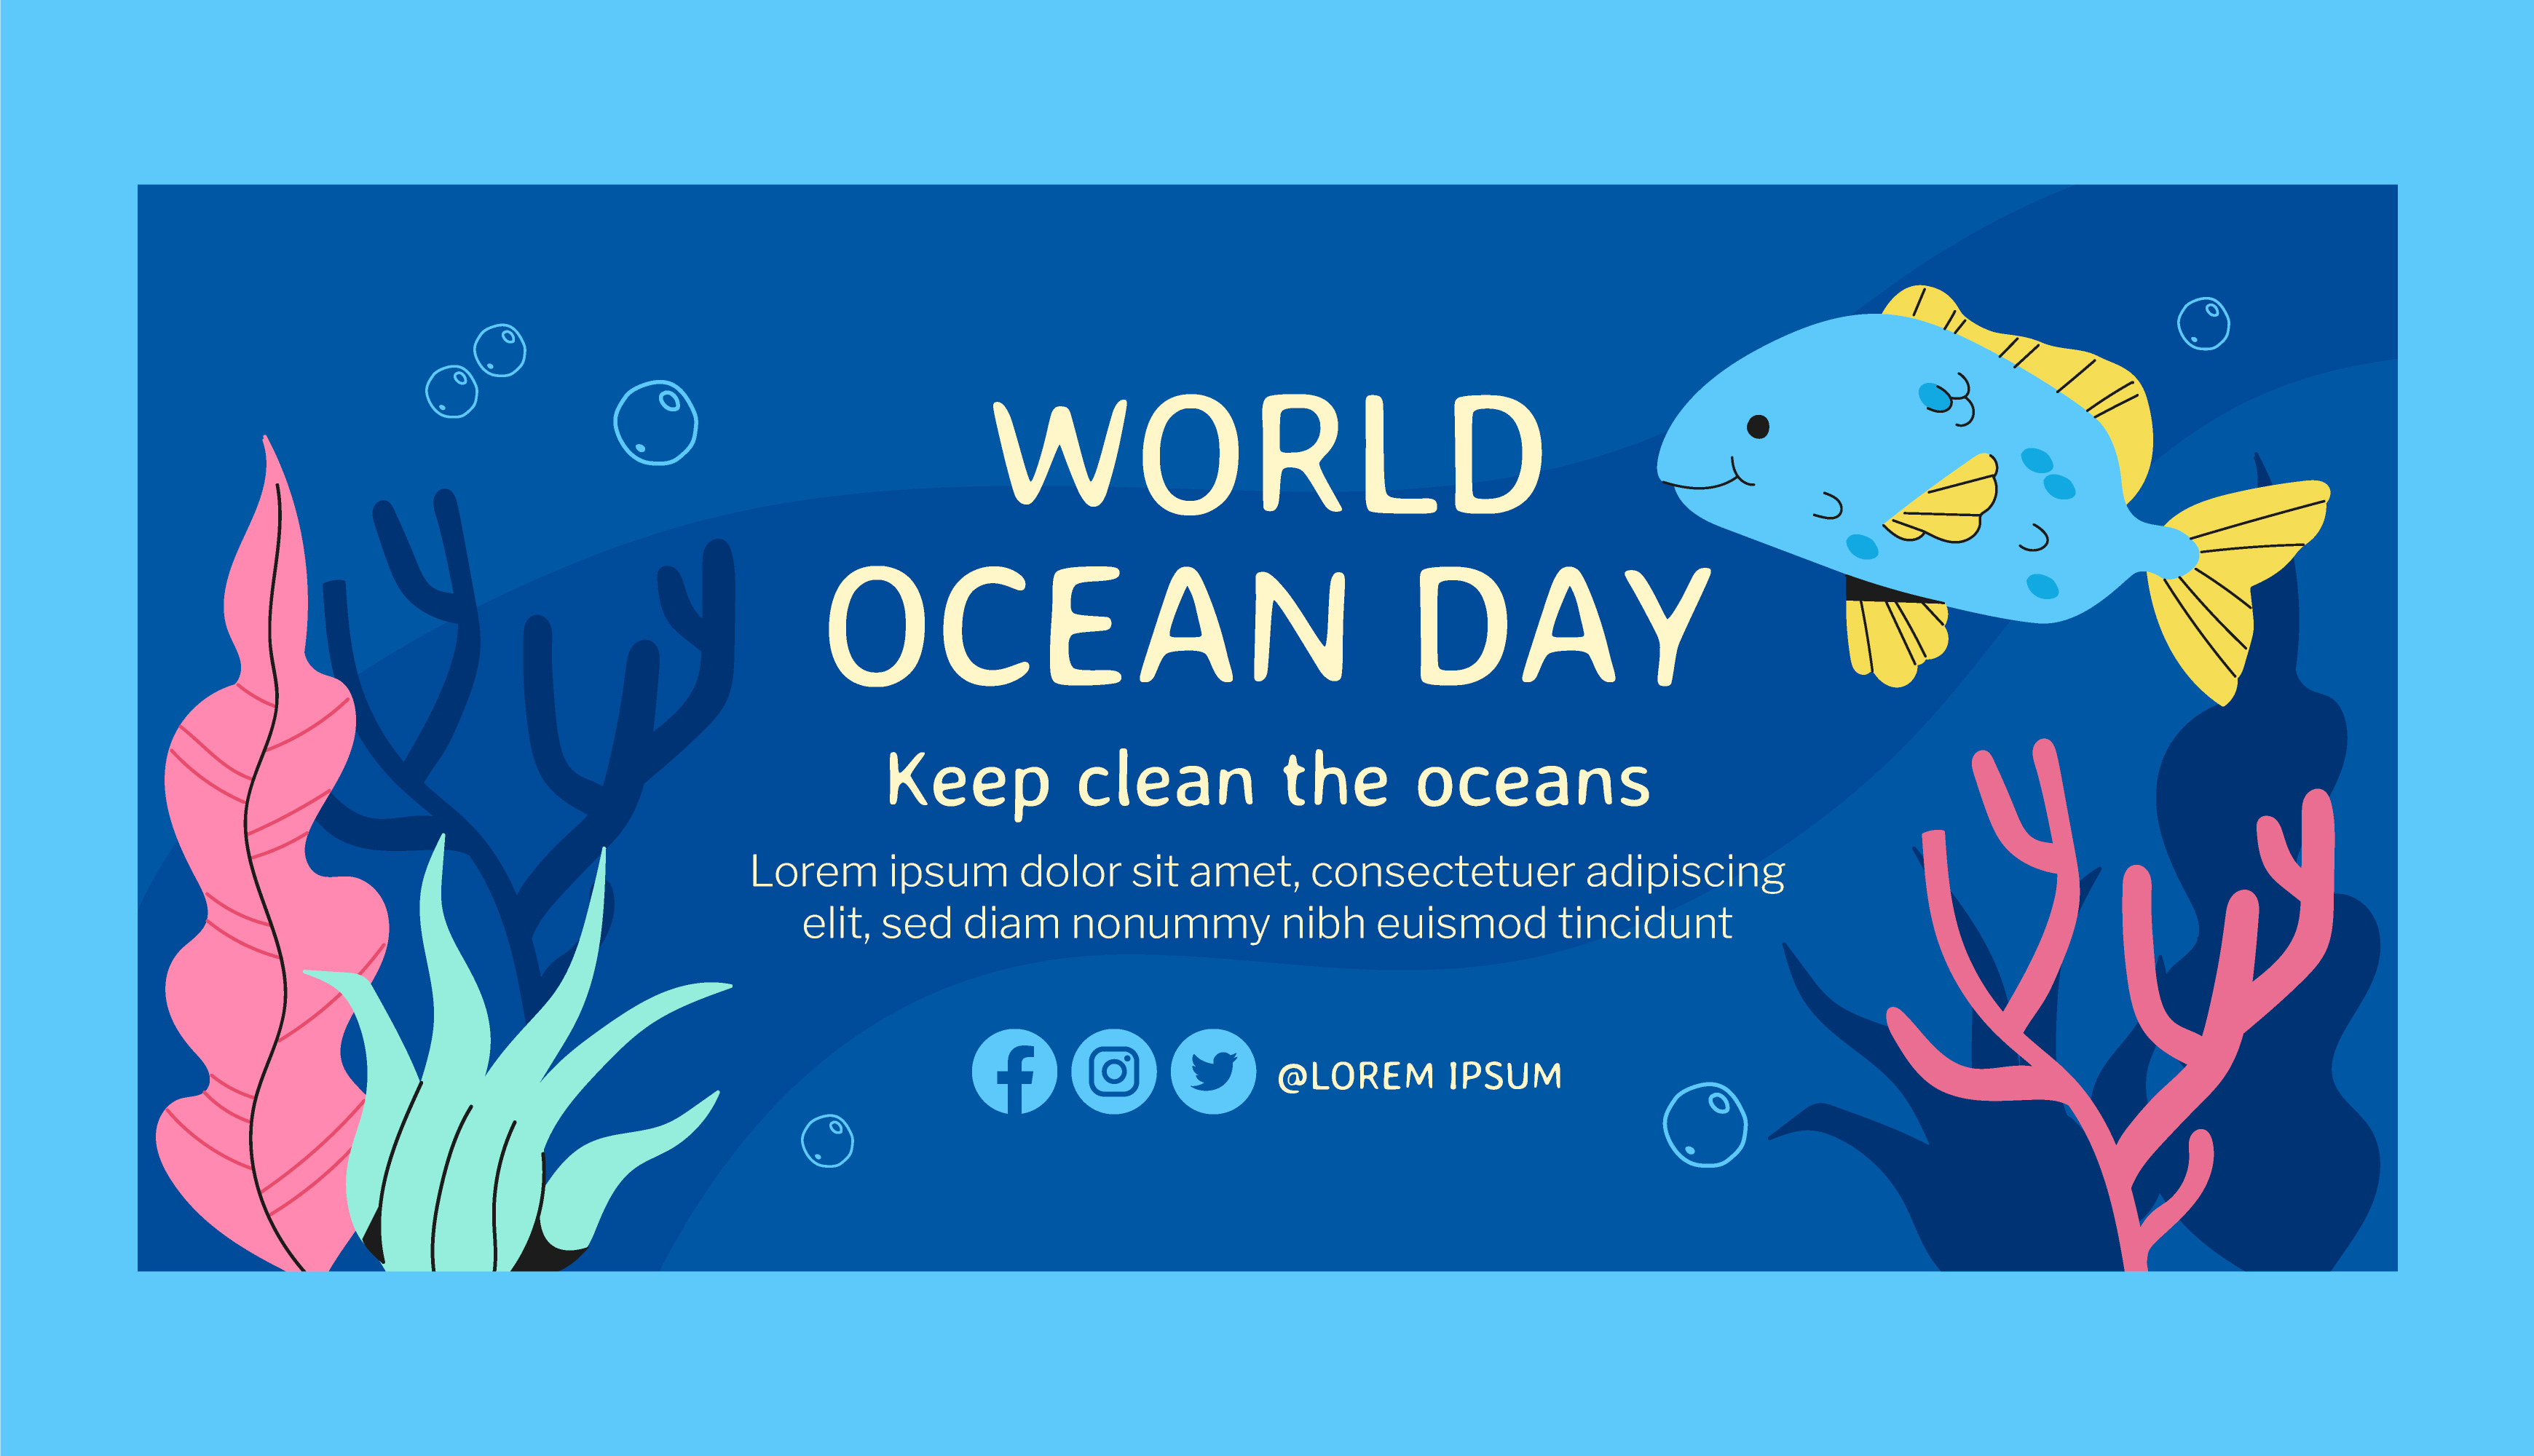 WORLD
OCEAN DAY
Keep clean the oceans
Lorem ipsum dolor sit amet, consectetuer adipiscing
elit, sed diam nonummy nibh euismod tincidunt
@LOREM IPSUM